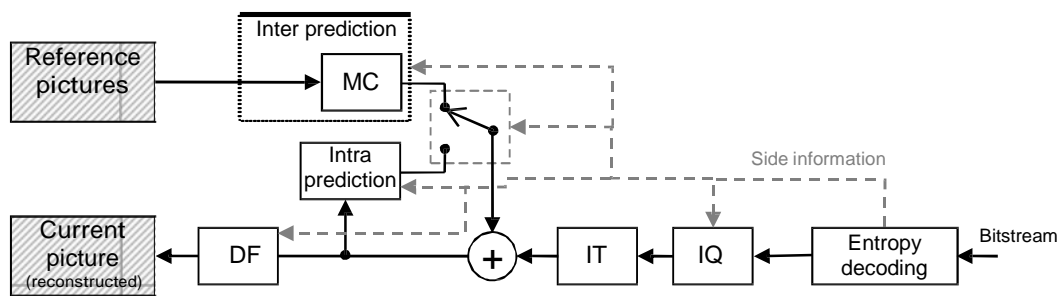 Inter prediction
Reference
pictures
MC
Intra
prediction
Side information
Current
picture
(reconstructed)
DF
+
IT
IQ
Entropy
decoding
Bitstream